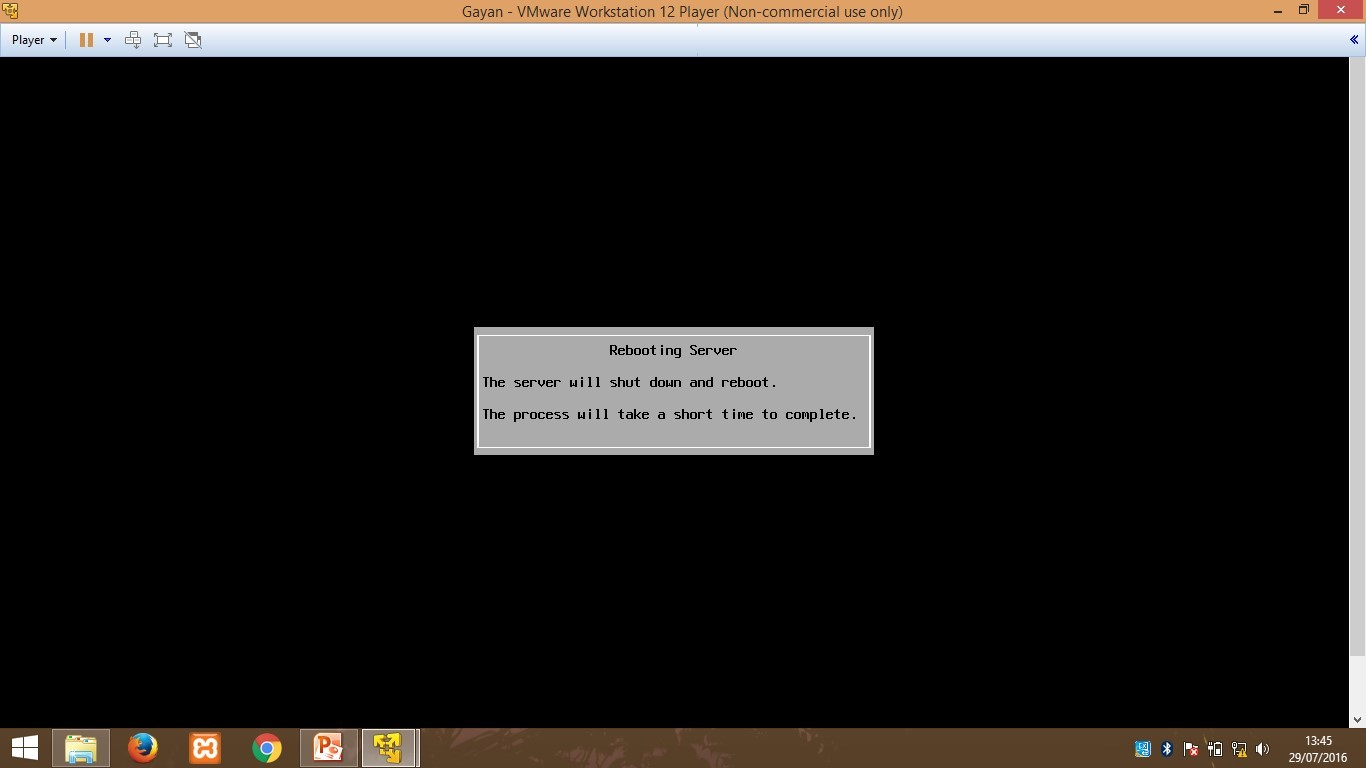 Gayan - VMware Workstation 12 Player (Non-commercial use only)
Player
Rebooting Server
The server will shut down and reboot.
The process will take a short time to complete.
13:45
29/07/2016